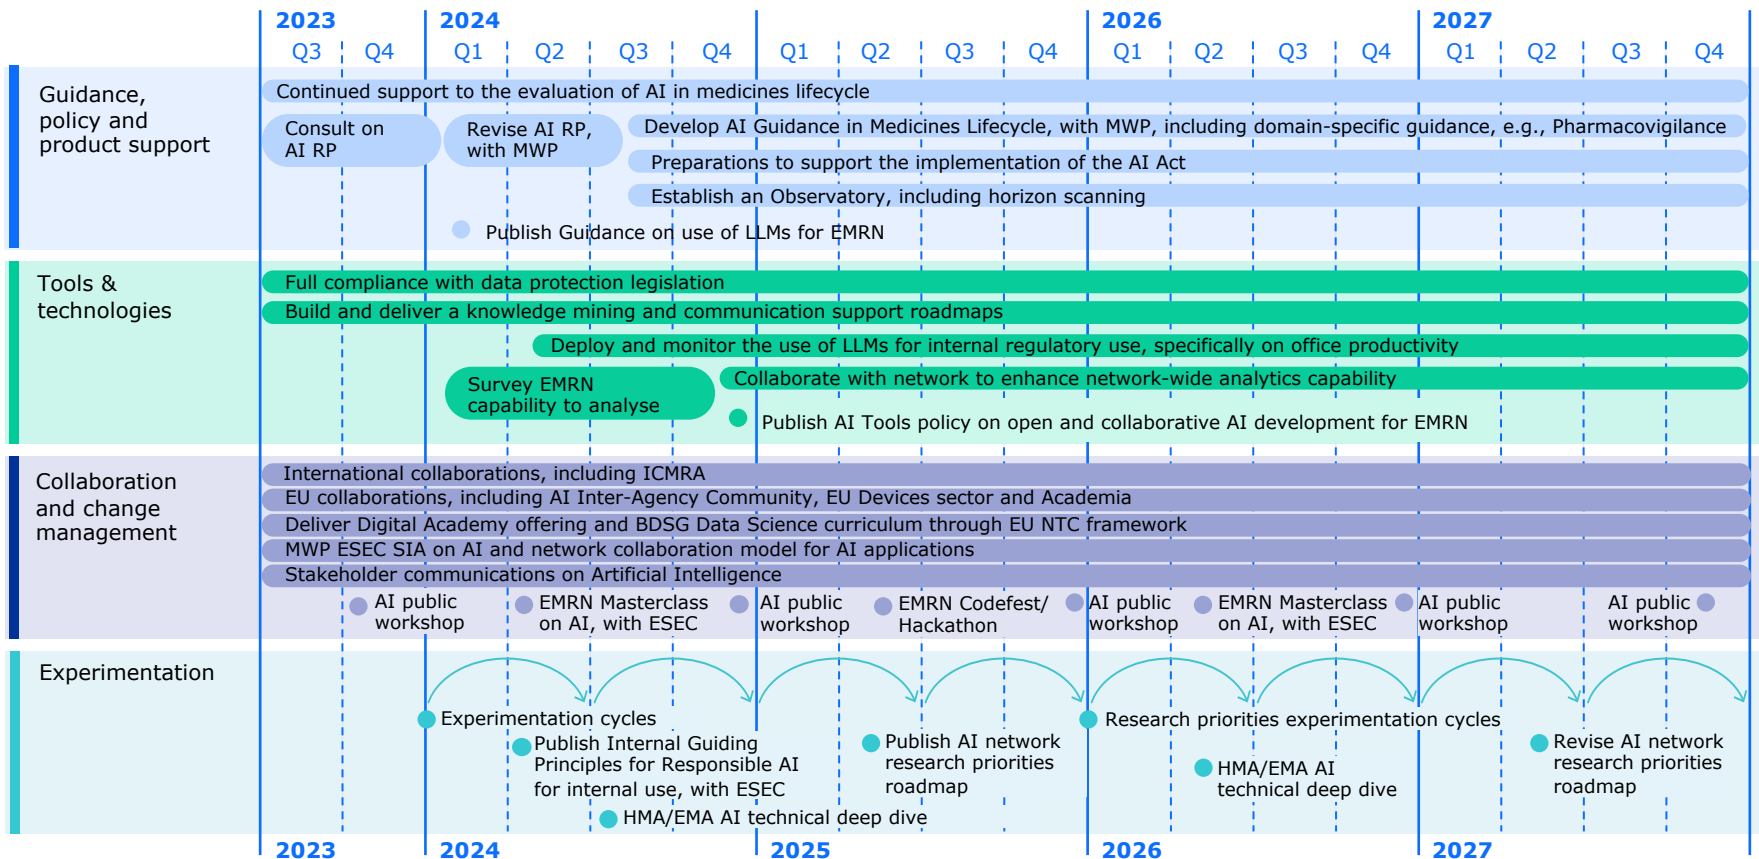 2023 2024 2026 2027
Q3 Q4 Q1 Q2 Q3 Q4 Q1 Q2 Q3 Q4 Q1 Q2 Q3 Q4 Q1 Q2 Q3 Q4
Guidance,
policy and
product support
Continued support to the evaluation of AI in medicines lifecycle
Consult on
AI RP
Revise AI RP,
with MWP
Develop AI Guidance in Medicines Lifecycle, with MWP, including domain-specific guidance, e.g., Pharmacovigilance
Preparations to support the implementation of the AI Act
Establish an Observatory, including horizon scanning
Publish Guidance on use of LLMs for EMRN
Tools &
technologies
Full compliance with data protection legislation
Build and deliver a knowledge mining and communication support roadmaps
Deploy and monitor the use of LLMs for internal regulatory use, specifically on office productivity
Survey EMRN
capability to analyse
Collaborate with network to enhance network-wide analytics capability
Publish AI Tools policy on open and collaborative AI development for EMRN
Collaboration
and change
management
International collaborations, including ICMRA
EU collaborations, including AI Inter-Agency Community, EU Devices sector and Academia
Deliver Digital Academy offering and BDSG Data Science curriculum through EU NTC framework
MWP ESEC SIA on AI and network collaboration model for AI applications
Stakeholder communications on Artificial Intelligence
AI public
workshop
EMRN Masterclass
on AI, with ESEC
AI public
workshop
EMRN Codefest/
Hackathon
AI public
workshop
EMRN Masterclass
on AI, with ESEC
AI public
workshop
AI public
workshop
Experimentation
Experimentation cycles
Publish Internal Guiding
Principles for Responsible AI
for internal use, with ESEC
HMA/EMA AI technical deep dive
Publish AI network
research priorities
roadmap
Research priorities experimentation cycles
HMA/EMA AI
technical deep dive
Revise AI network
research priorities
roadmap
2023 2024 2025 2026 2027